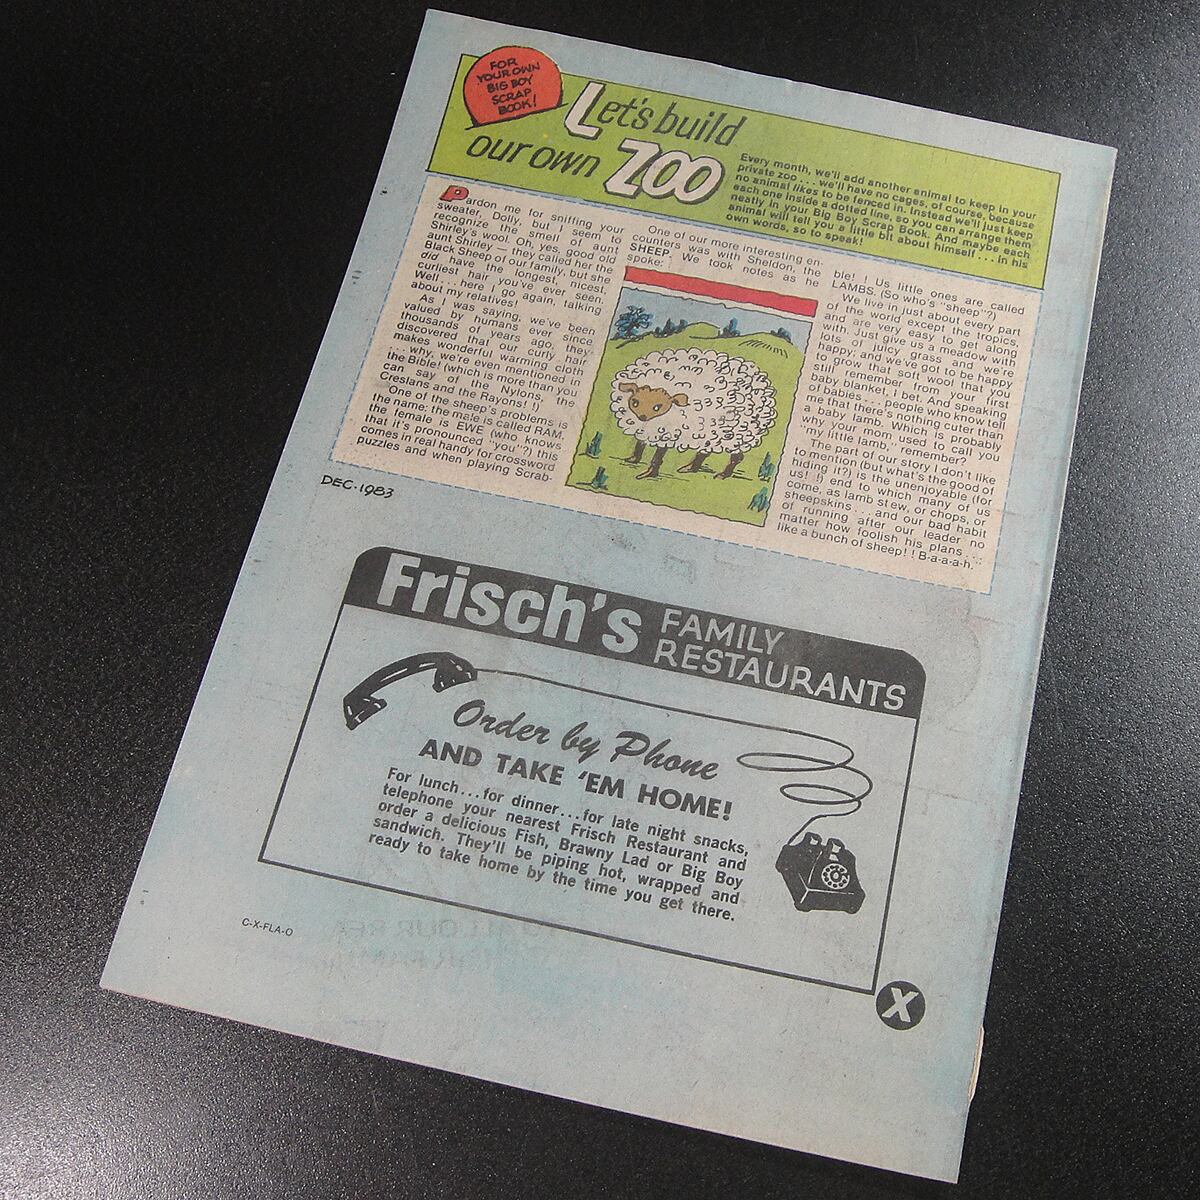 FOR
YOUR OWN
BIG BOY
SCRAP
BOOK!
Let's build
our own ZOO
Every month, we'll add another animal to keep in your
private zoo . . . we'll have no cages, of course, because
no animal likes to be fenced in. Instead we'll just keep
each one inside a dotted line, so you can arrange them
neatly in your Big Boy Scrap Book. And maybe each
animal will tell you a little bit about himself . . . in his
own words, so to speak!
Pardon me for sniffing your
sweater, Dolly, but I seem to
recognize the smell of aunt
Shirley's wool. Oh, yes, good old
aunt Shirley — they called her the
Black Sheep of our family, but she
did have the longest, nicest,
curliest hair you've ever seen.
Well . . . here I go again, talking
about my relatives!
As I was saying, we've been
valued by humans ever since
thousands of years ago, they
discovered that our curly hair
makes wonderful warming cloth
. . why, we're even mentioned in
the Bible! (which is more than you
can say of the Nylons, the
Creslans and the Rayons! !)
One of the sheep's problems is
the name: the male is called RAM,
the female is EWE (who knows
that it's pronounced "you"?) this
comes in real handy for crossword
puzzles and when playing Scrab-
One of our more interesting en-
counters was with Sheldon, the
SHEEP. We took notes as he
spoke:
ble! Us little ones are called
LAMBS. (So who's "sheep"?)
We live in just about every part
of the world except the tropics,
and are very easy to get along
with. Just give us a meadow with
lots of juicy grass and we're
happy; and we've got to be happy
to grow that soft wool that you
still remember from your first
baby blanket, I bet. And speaking
of babies . . . people who know tell
me that there's nothing cuter than
a baby lamb. Which is probably
why your mom used to call you
"my little lamb", remember?
The part of our story I don't like
to mention (but what's the good of
hiding it?) is the unenjoyable (for
us! !) end to which many of us
come, as lamb stew, or chops, or
sheepskins . . . and our bad habit
of running after our leader no
matter how foolish his plans . . .
like a bunch of sheep! ! B-a-a-a-h.
DEC. 1983
Frisch's FAMILY
RESTAURANTS
Order by Phone
AND TAKE 'EM HOME!
For lunch...for dinner...for late night snacks,
telephone your nearest Frisch Restaurant and
order a delicious Fish, Brawny Lad or Big Boy
sandwich. They'll be piping hot, wrapped and
ready to take home by the time you get there.
C-X-FLA-O
X